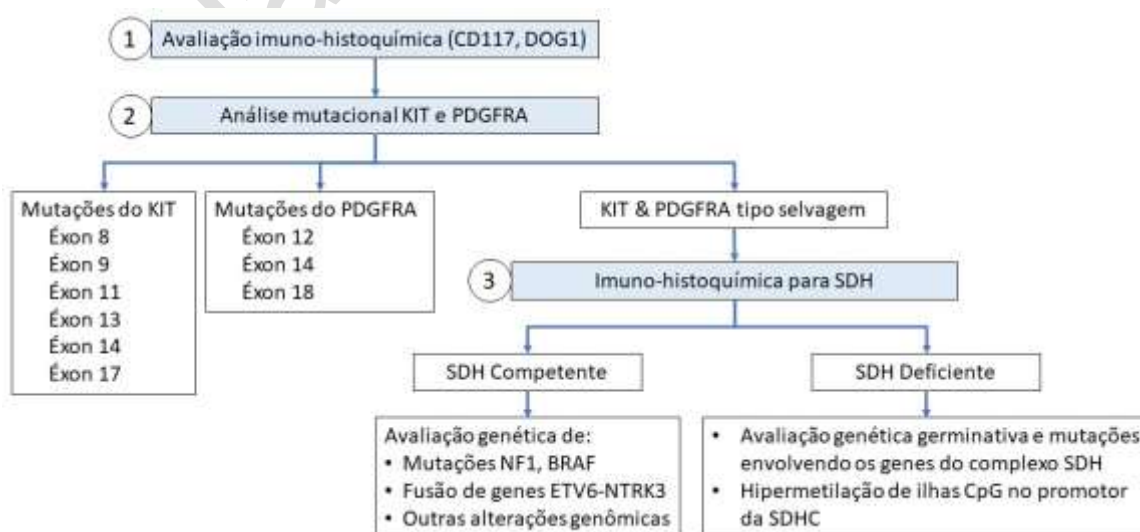 1
Avaliação imuno-histoquímica (CD117, DOG1)
2
Análise mutacional KIT e PDGFRA
Mutações do KIT
Éxon 8
Éxon 9
Éxon 11
Éxon 13
Éxon 14
Éxon 17
Mutações do PDGFRA
Éxon 12
Éxon 14
Éxon 18
KIT & PDGFRA tipo selvagem
3
Imuno-histoquímica para SDH
SDH Competente
SDH Deficiente
Avaliação genética de:
• Mutações NF1, BRAF
• Fusão de genes ETV6-NTRK3
• Outras alterações genômicas
• Avaliação genética germinativa e mutações
envolvendo os genes do complexo SDH
• Hipermetilação de ilhas CpG no promotor
da SDHC